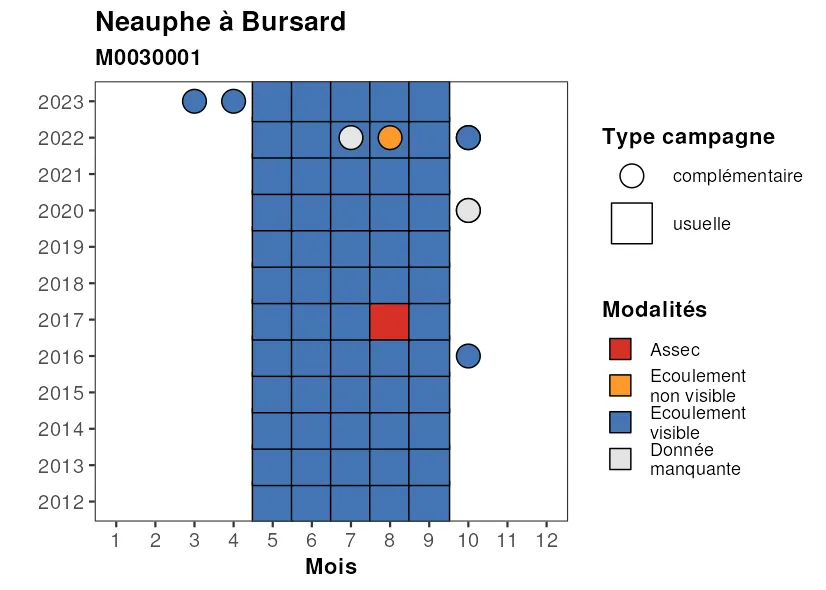 Neauphe à Bursard
M0030001
2023
2022
2021
2020
2019
2018
2017
2016
2015
2014
2013
2012
1 2 3 4 5 6 7 8 9 10 11 12
Mois
Type campagne
complémentaire
usuelle
Modalités
Assec
Ecoulement
non visible
Ecoulement
visible
Donnée
manquante